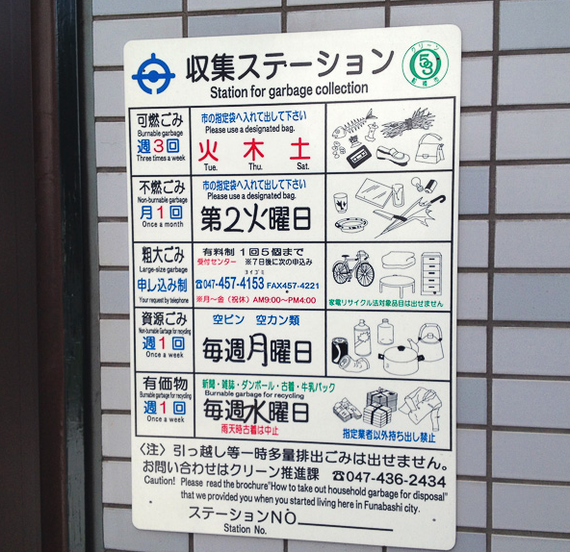 収集ステーション
Station for garbage collection
グリーン
53
船橋市
可燃ごみ
Burnable garbage
週3回
Three times a week
市の指定袋へ入れて出して下さい
Please use a designated bag.
火 木 土
Tue. Thu. Sat.
不燃ごみ
Non-burnable garbage
月1回
Once a month
市の指定袋へ入れて出して下さい
Please use a designated bag.
第2火曜日
粗大ごみ
Large-size garbage
申し込み制
Your request by telephone
有料制 1回5個まで
受付センター ※7日後に次の申込み
ヨイゴミ
☎047-457-4153 FAX457-4221
※月～金（祝休）AM9:00～PM4:00
家電リサイクル法対象品目は出せません
資源ごみ
Non-burnable Garbage for recycling
週1回
Once a week
空ビン 空カン類
毎週月曜日
有価物
Burnable garbage for recycling
週1回
Once a week
新聞・雑誌・ダンボール・古着・牛乳パック
Burnable garbage for recycling
毎週水曜日
雨天時古着は中止
指定業者以外持ち出し禁止
〈注〉引っ越し等一時多量排出ごみは出せません。
お問い合わせはクリーン推進課 ☎047-436-2434
Caution! Please read the brochure"How to take out household garbage for disposal"
that we provided you when you started living here in Funabashi city.
ステーションNO
Station No.